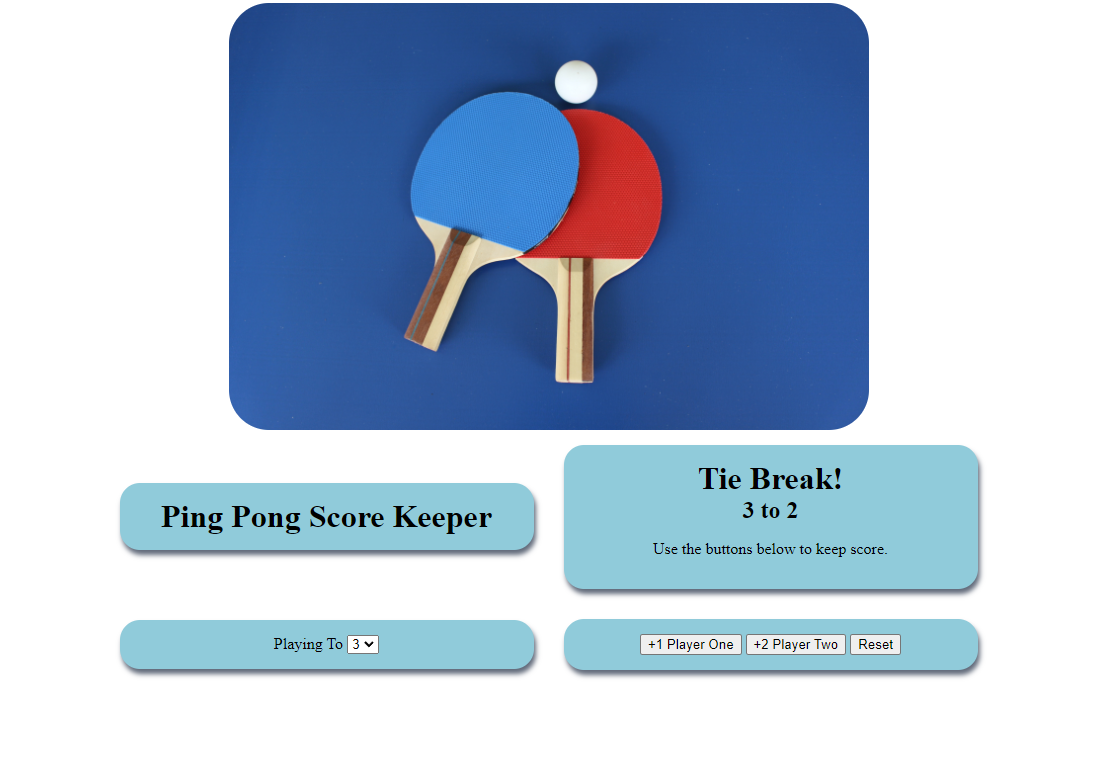 Ping Pong Score Keeper
Tie Break!
3 to 2
Use the buttons below to keep score.
Playing To 3
+1 Player One +2 Player Two Reset